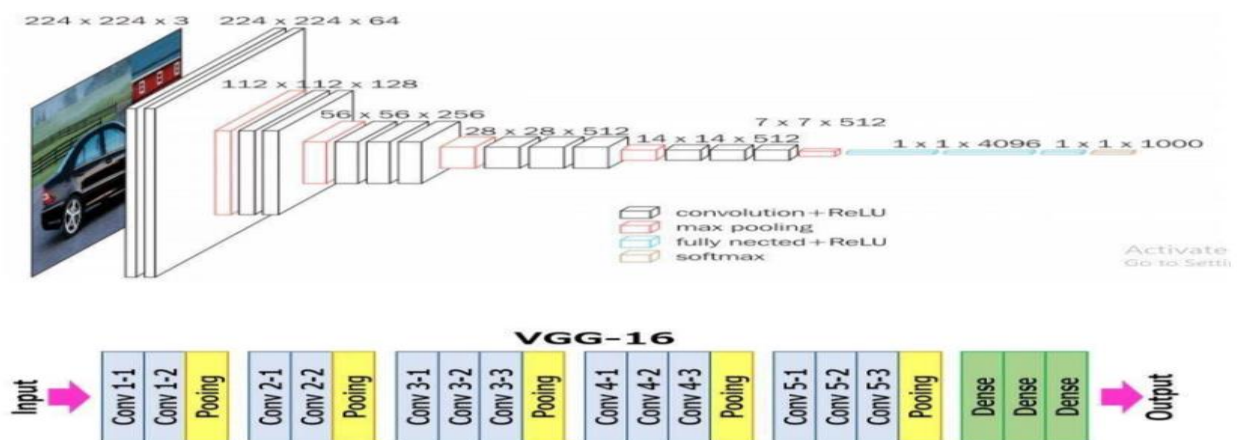 224 x 224 x 3 224 x 224 x 64
112 x 112 x 128
56 x 56 x 256
28 x 28 x 512
14 x 14 x 512
7 x 7 x 512
1 x 1 x 4096 1 x 1 x 1000
convolution+ReLU
max pooling
fully nected+ReLU
softmax
Activate
Go to Setti
VGG-16
Input
Conv 1-1
Conv 1-2
Pooing
Conv 2-1
Conv 2-2
Pooing
Conv 3-1
Conv 3-2
Conv 3-3
Pooing
Conv 4-1
Conv 4-2
Conv 4-3
Pooing
Conv 5-1
Conv 5-2
Conv 5-3
Pooing
Dense
Dense
Dense
Output